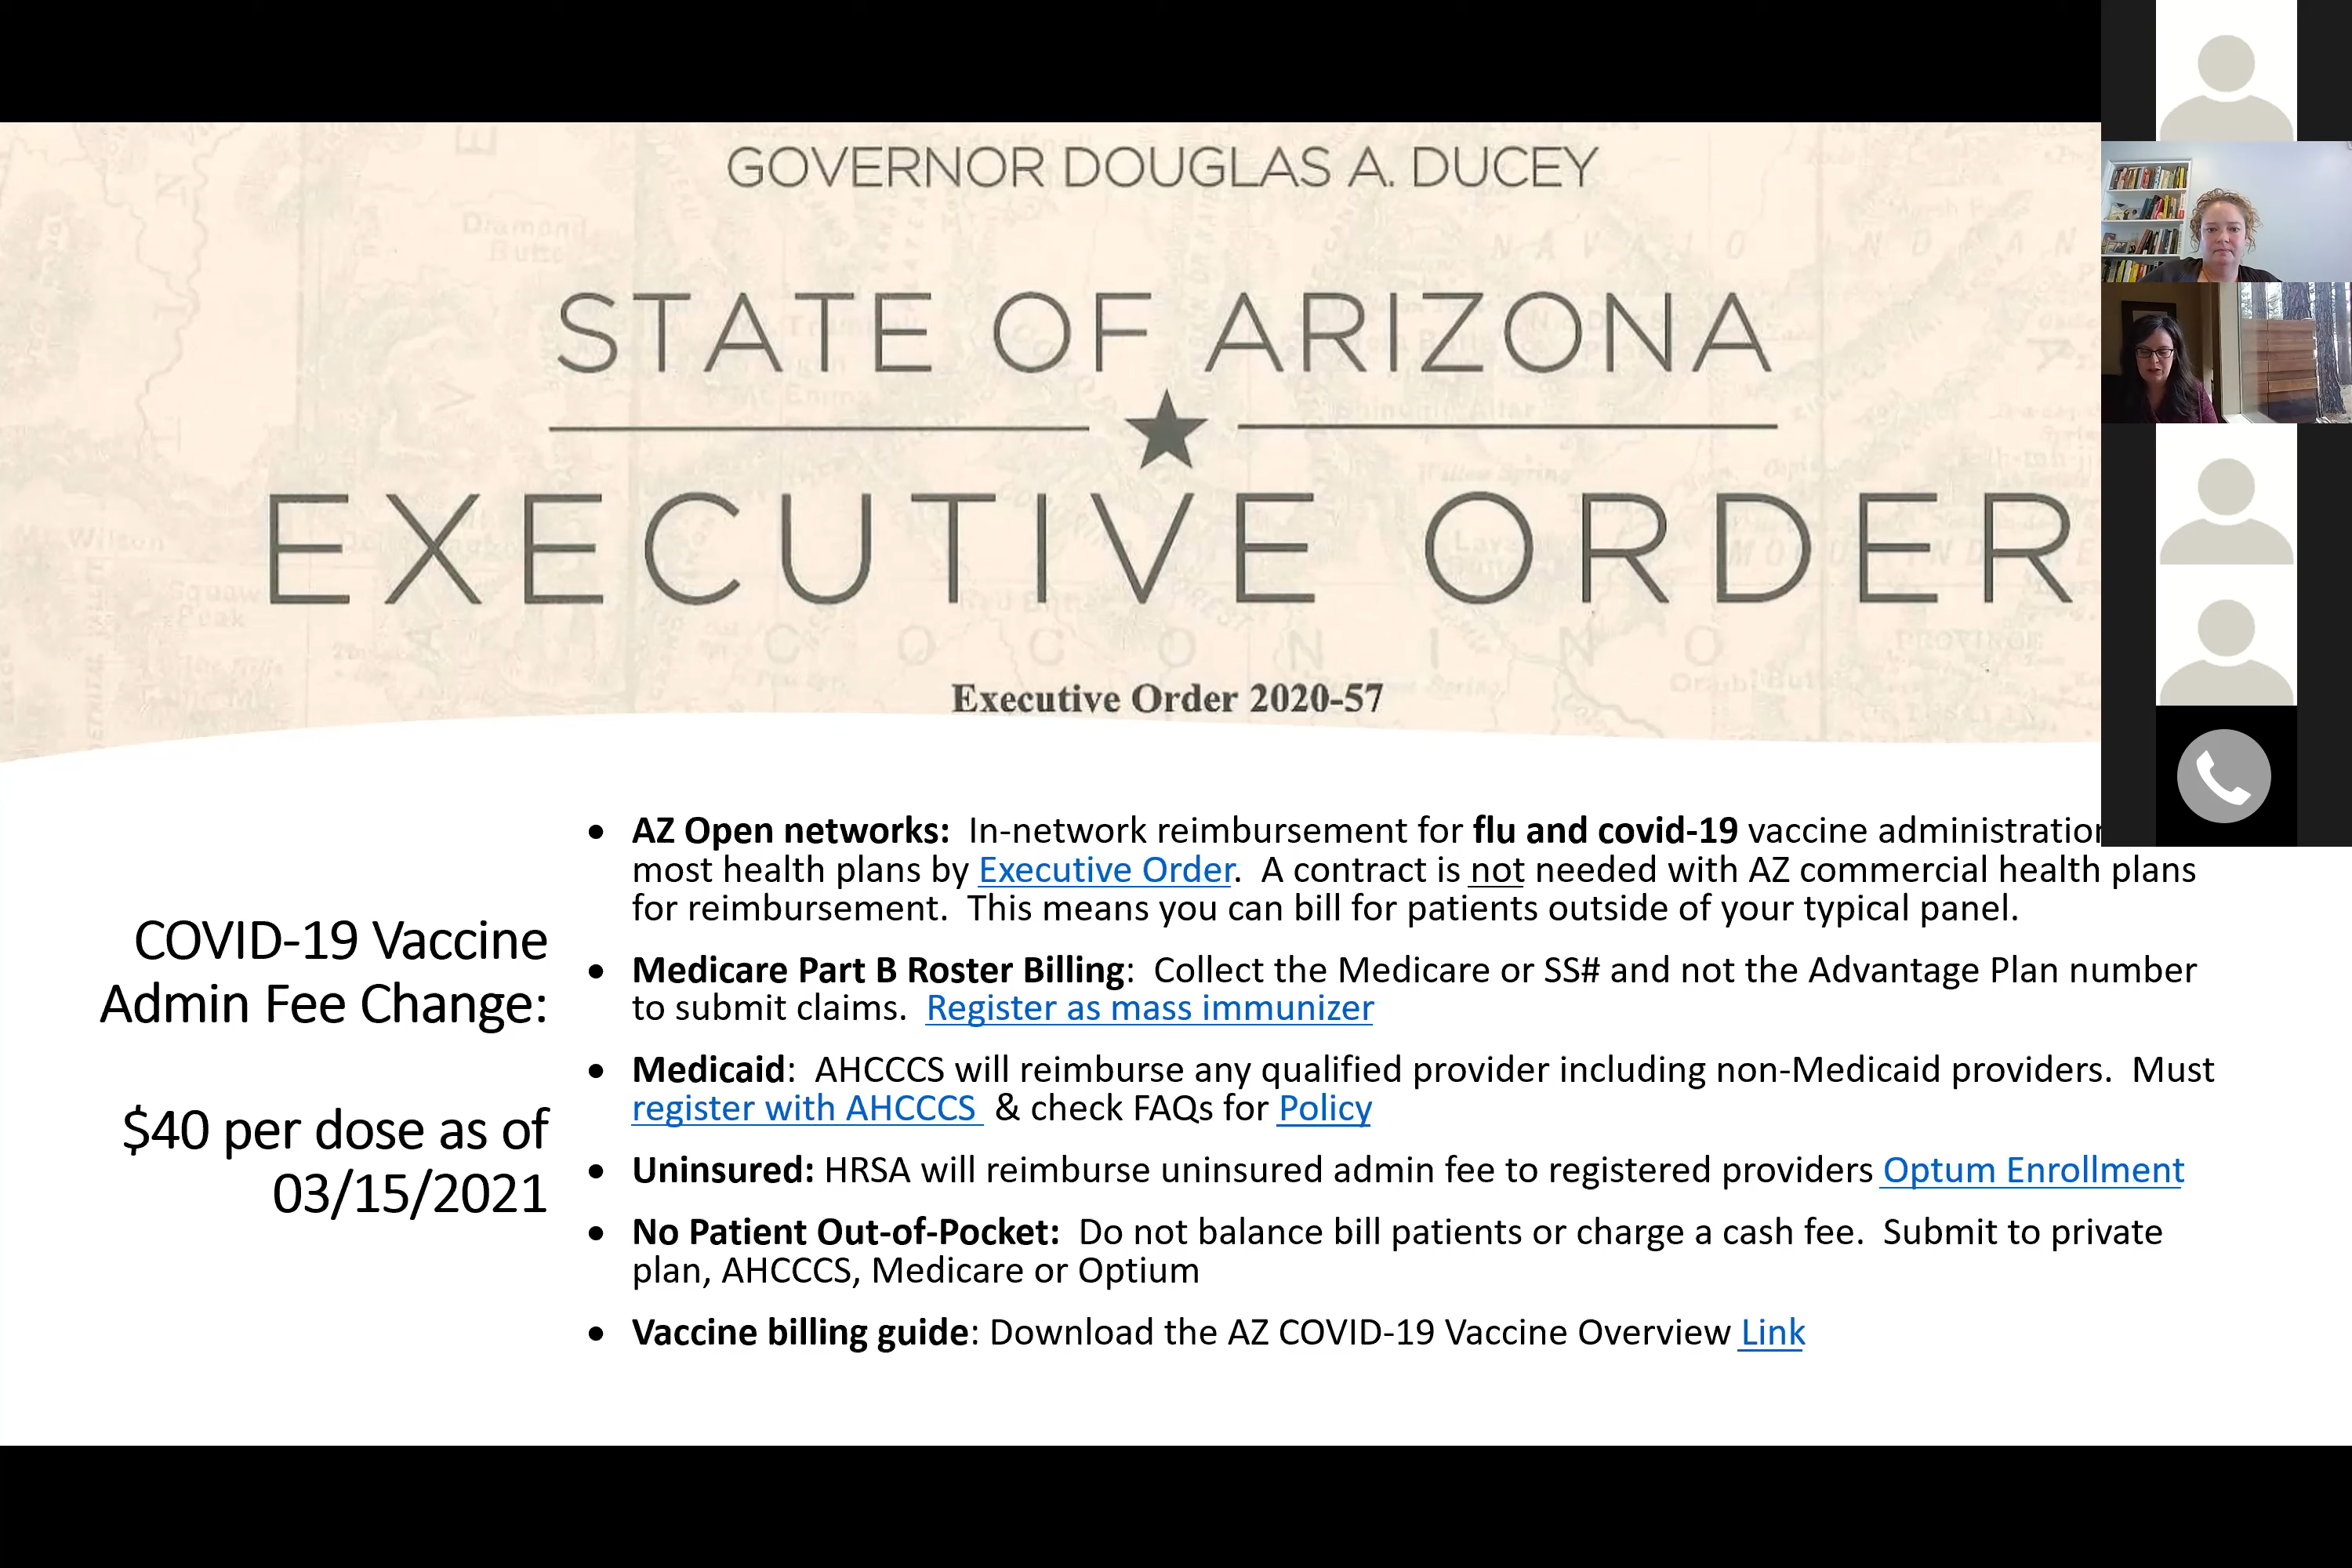 GOVERNOR DOUGLAS A. DUCEY
STATE OF ARIZONA
EXECUTIVE ORDER
Executive Order 2020-57
COVID-19 Vaccine
Admin Fee Change:
$40 per dose as of
03/15/2021
• AZ Open networks: In-network reimbursement for flu and covid-19 vaccine administration
most health plans by Executive Order. A contract is not needed with AZ commercial health plans
for reimbursement. This means you can bill for patients outside of your typical panel.
• Medicare Part B Roster Billing: Collect the Medicare or SS# and not the Advantage Plan number
to submit claims. Register as mass immunizer
• Medicaid: AHCCCS will reimburse any qualified provider including non-Medicaid providers. Must
register with AHCCCS & check FAQs for Policy
• Uninsured: HRSA will reimburse uninsured admin fee to registered providers Optum Enrollment
• No Patient Out-of-Pocket: Do not balance bill patients or charge a cash fee. Submit to private
plan, AHCCCS, Medicare or Optium
• Vaccine billing guide: Download the AZ COVID-19 Vaccine Overview Link